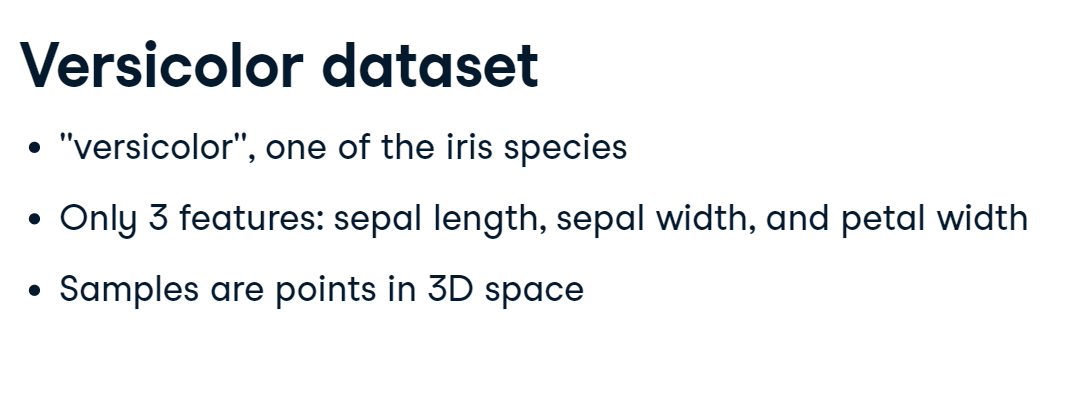 Versicolor dataset
• "versicolor", one of the iris species
• Only 3 features: sepal length, sepal width, and petal width
• Samples are points in 3D space